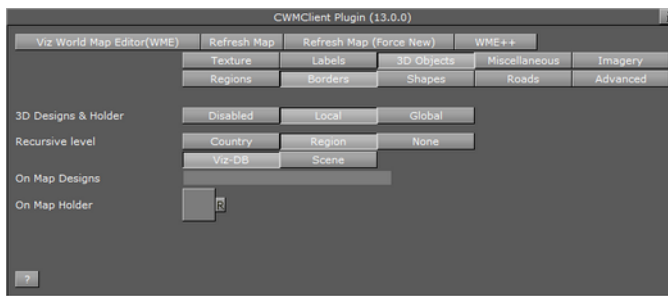 CWMClient Plugin (13.0.0)
Viz World Map Editor(WME) Refresh Map Refresh Map (Force New) WME++
Texture Labels 3D Objects Miscellaneous Imagery
Regions Borders Shapes Roads Advanced
3D Designs & Holder Disabled Local Global
Recursive level Country Region None
Viz-DB Scene
On Map Designs
On Map Holder R
?